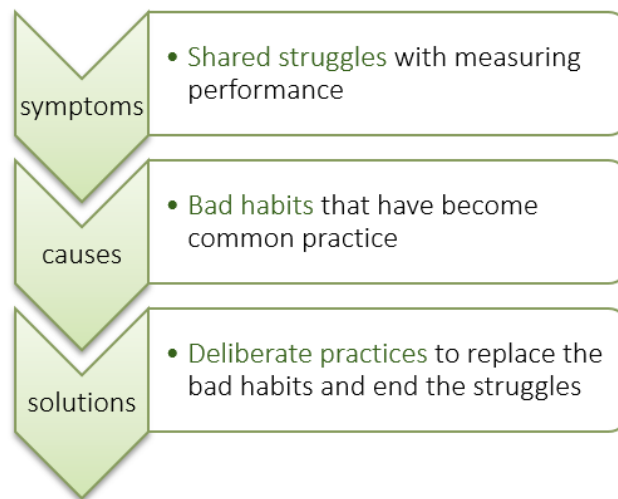 symptoms
• Shared struggles with measuring
performance
causes
• Bad habits that have become
common practice
solutions
• Deliberate practices to replace the
bad habits and end the struggles